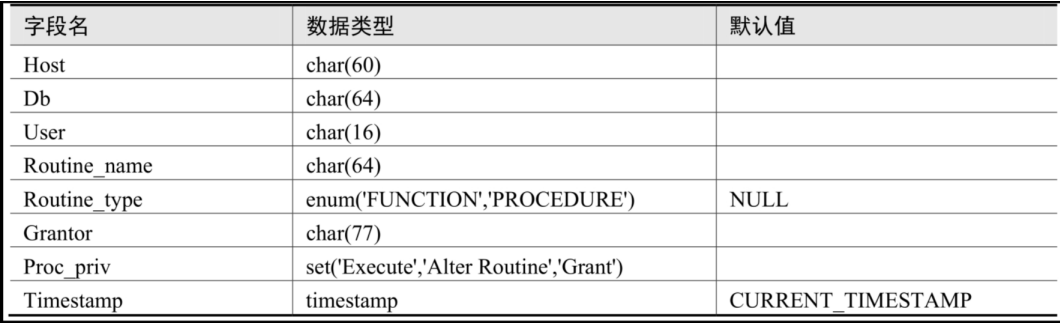 字段名 数据类型 默认值
Host char(60)
Db char(64)
User char(16)
Routine_name char(64)
Routine_type enum('FUNCTION','PROCEDURE') NULL
Grantor char(77)
Proc_priv set('Execute','Alter Routine','Grant')
Timestamp timestamp CURRENT_TIMESTAMP